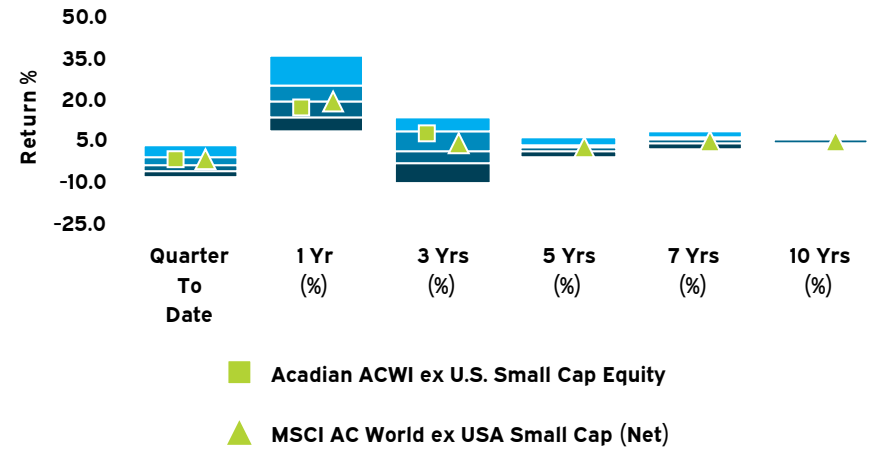 50.0
35.0
20.0
5.0
-10.0
-25.0
Return %
Quarter
To
Date
1 Yr
(%)
3 Yrs
(%)
5 Yrs
(%)
7 Yrs
(%)
10 Yrs
(%)
Acadian ACWI ex U.S. Small Cap Equity
MSCI AC World ex USA Small Cap (Net)